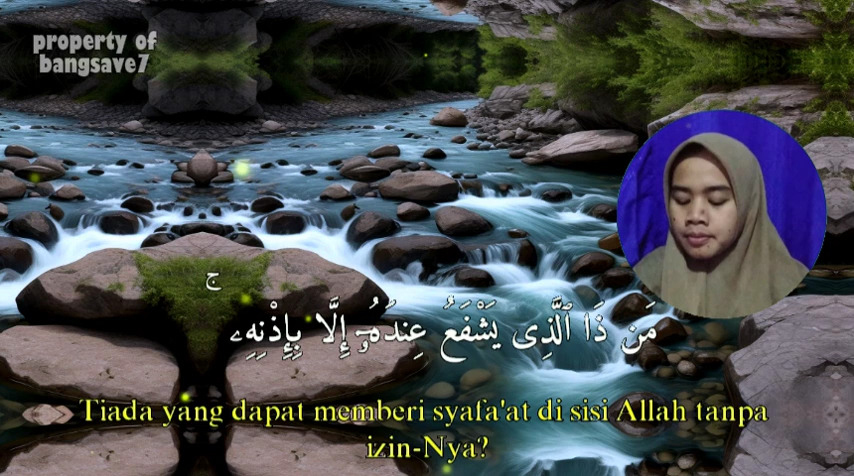 property of
bangsave7
ج
مَن ذَا ٱلَّذِى يَشْفَعُ عِندَهُۥٓ إِلَّا بِإِذْنِهِۦ
Tiada yang dapat memberi syafa'at di sisi Allah tanpa
izin-Nya?